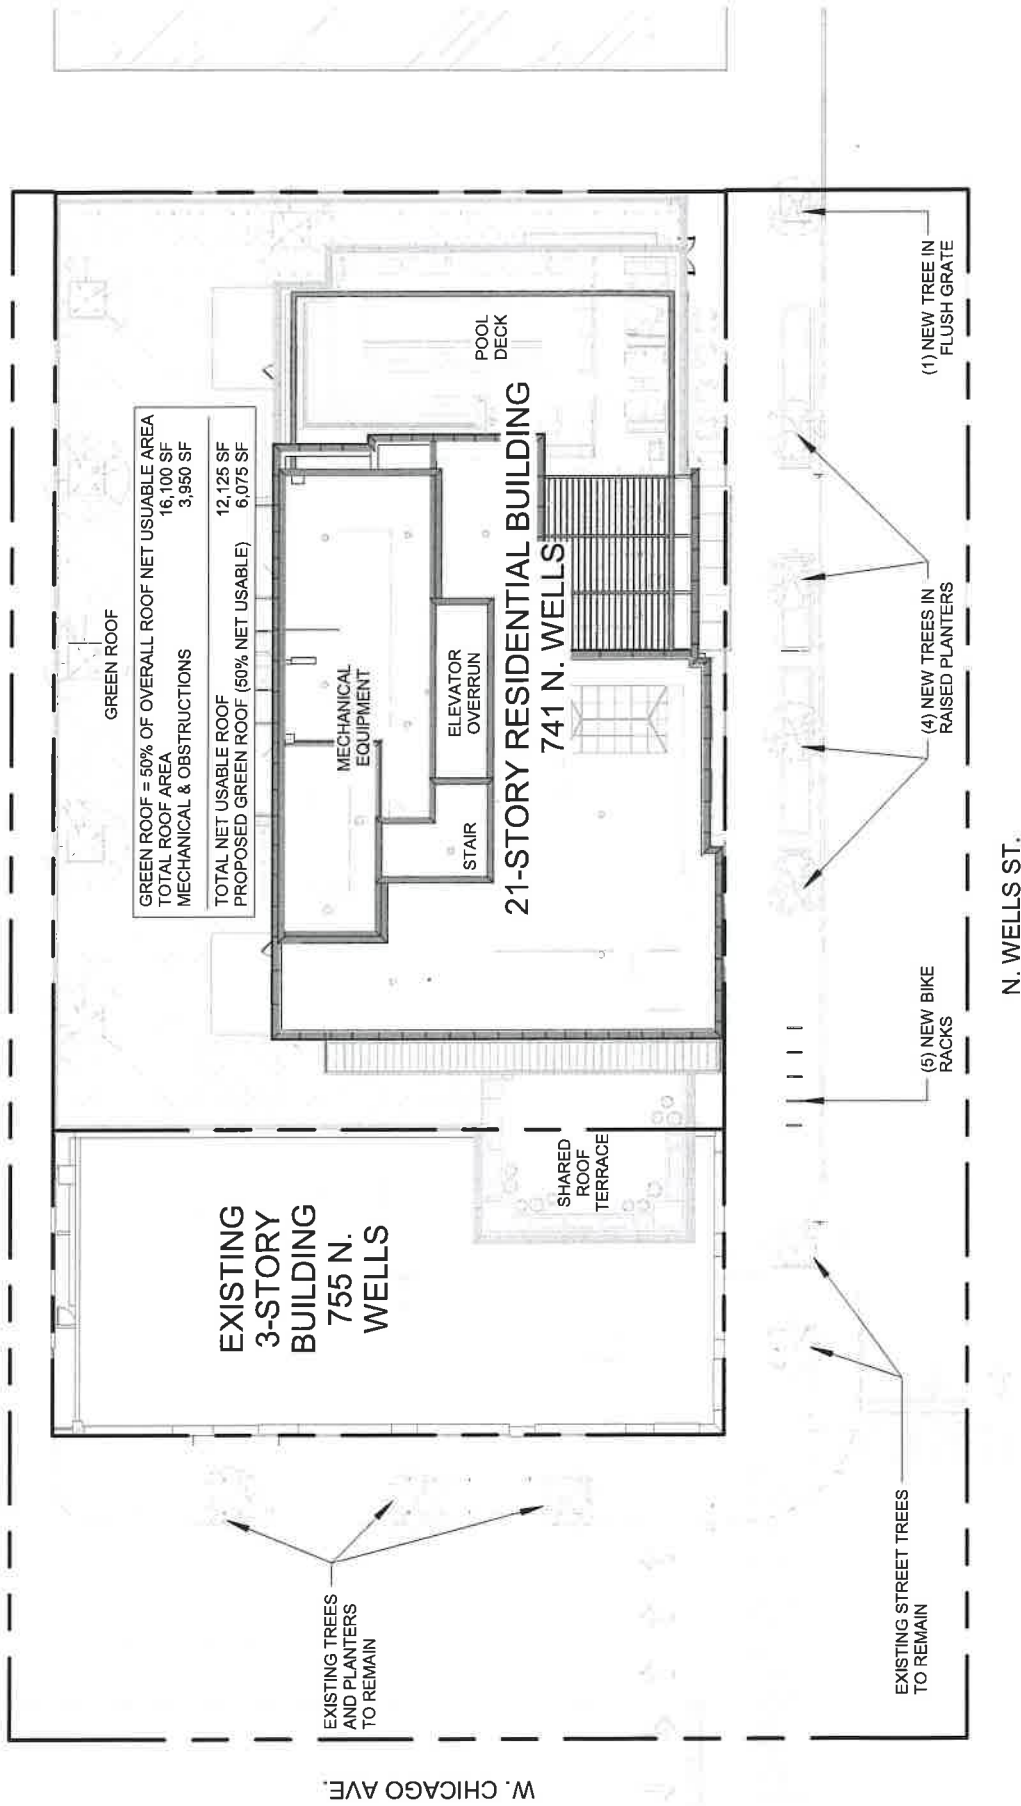 GREEN ROOF
GREEN ROOF = 50% OF OVERALL ROOF NET USUABLE AREA
TOTAL ROOF AREA 16,100 SF
MECHANICAL & OBSTRUCTIONS 3,950 SF
TOTAL NET USUABLE ROOF 12,125 SF
PROPOSED GREEN ROOF (50% NET USUABLE) 6,075 SF
MECHANICAL
EQUIPMENT
POOL
DECK
ELEVATOR
OVERRUN
STAIR
21-STORY RESIDENTIAL BUILDING
741 N. WELLS
EXISTING
3-STORY
BUILDING
755 N.
WELLS
SHARED
ROOF
TERRACE
EXISTING TREES
AND PLANTERS
TO REMAIN
EXISTING STREET TREES
TO REMAIN
(5) NEW BIKE
RACKS
(4) NEW TREES IN
RAISED PLANTERS
(1) NEW TREE IN
FLUSH GRATE
N. WELLS ST.
W. CHICAGO AVE.